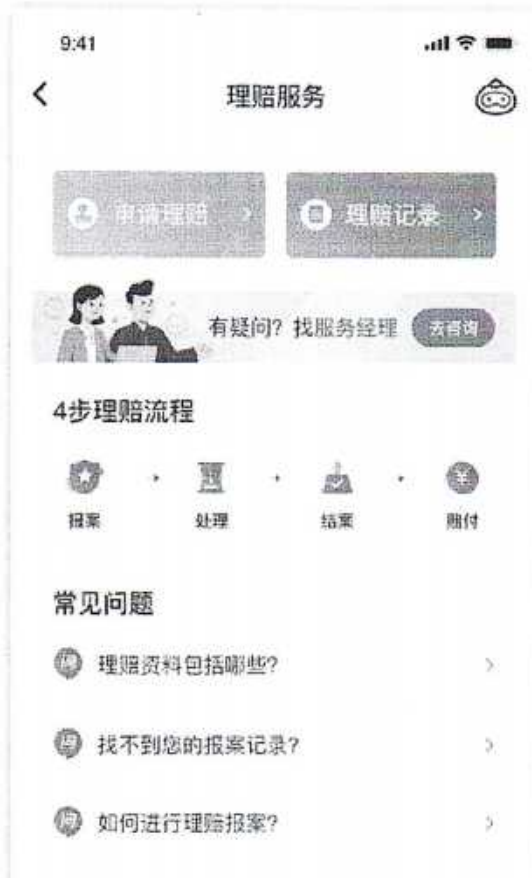 9:41
理赔服务
申请理赔
理赔记录
有疑问? 找服务经理 去咨询
4步理赔流程
报案 处理 结案 赔付
常见问题
理赔资料包括哪些?
找不到您的报案记录?
如何进行理赔报案?